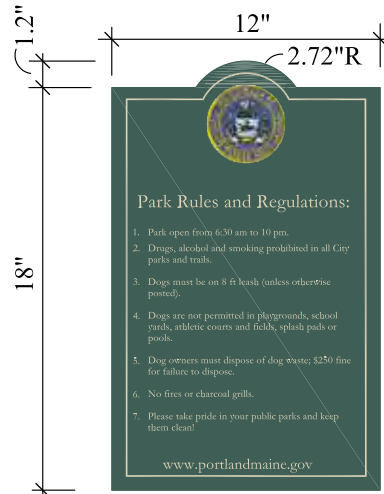 12"
1.2"
2.72"R
18"
Park Rules and Regulations:
1. Park open from 6:30 am to 10 pm.
2. Drugs, alcohol and smoking prohibited in all City
parks and trails.
3. Dogs must be on 8 ft leash (unless otherwise
posted).
4. Dogs are not permitted in playgrounds, school
yards, athletic courts and fields, splash pads or
pools.
5. Dog owners must dispose of dog waste; $250 fine
for failure to dispose.
6. No fires or charcoal grills.
7. Please take pride in your public parks and keep
them clean!
www.portlandmaine.gov